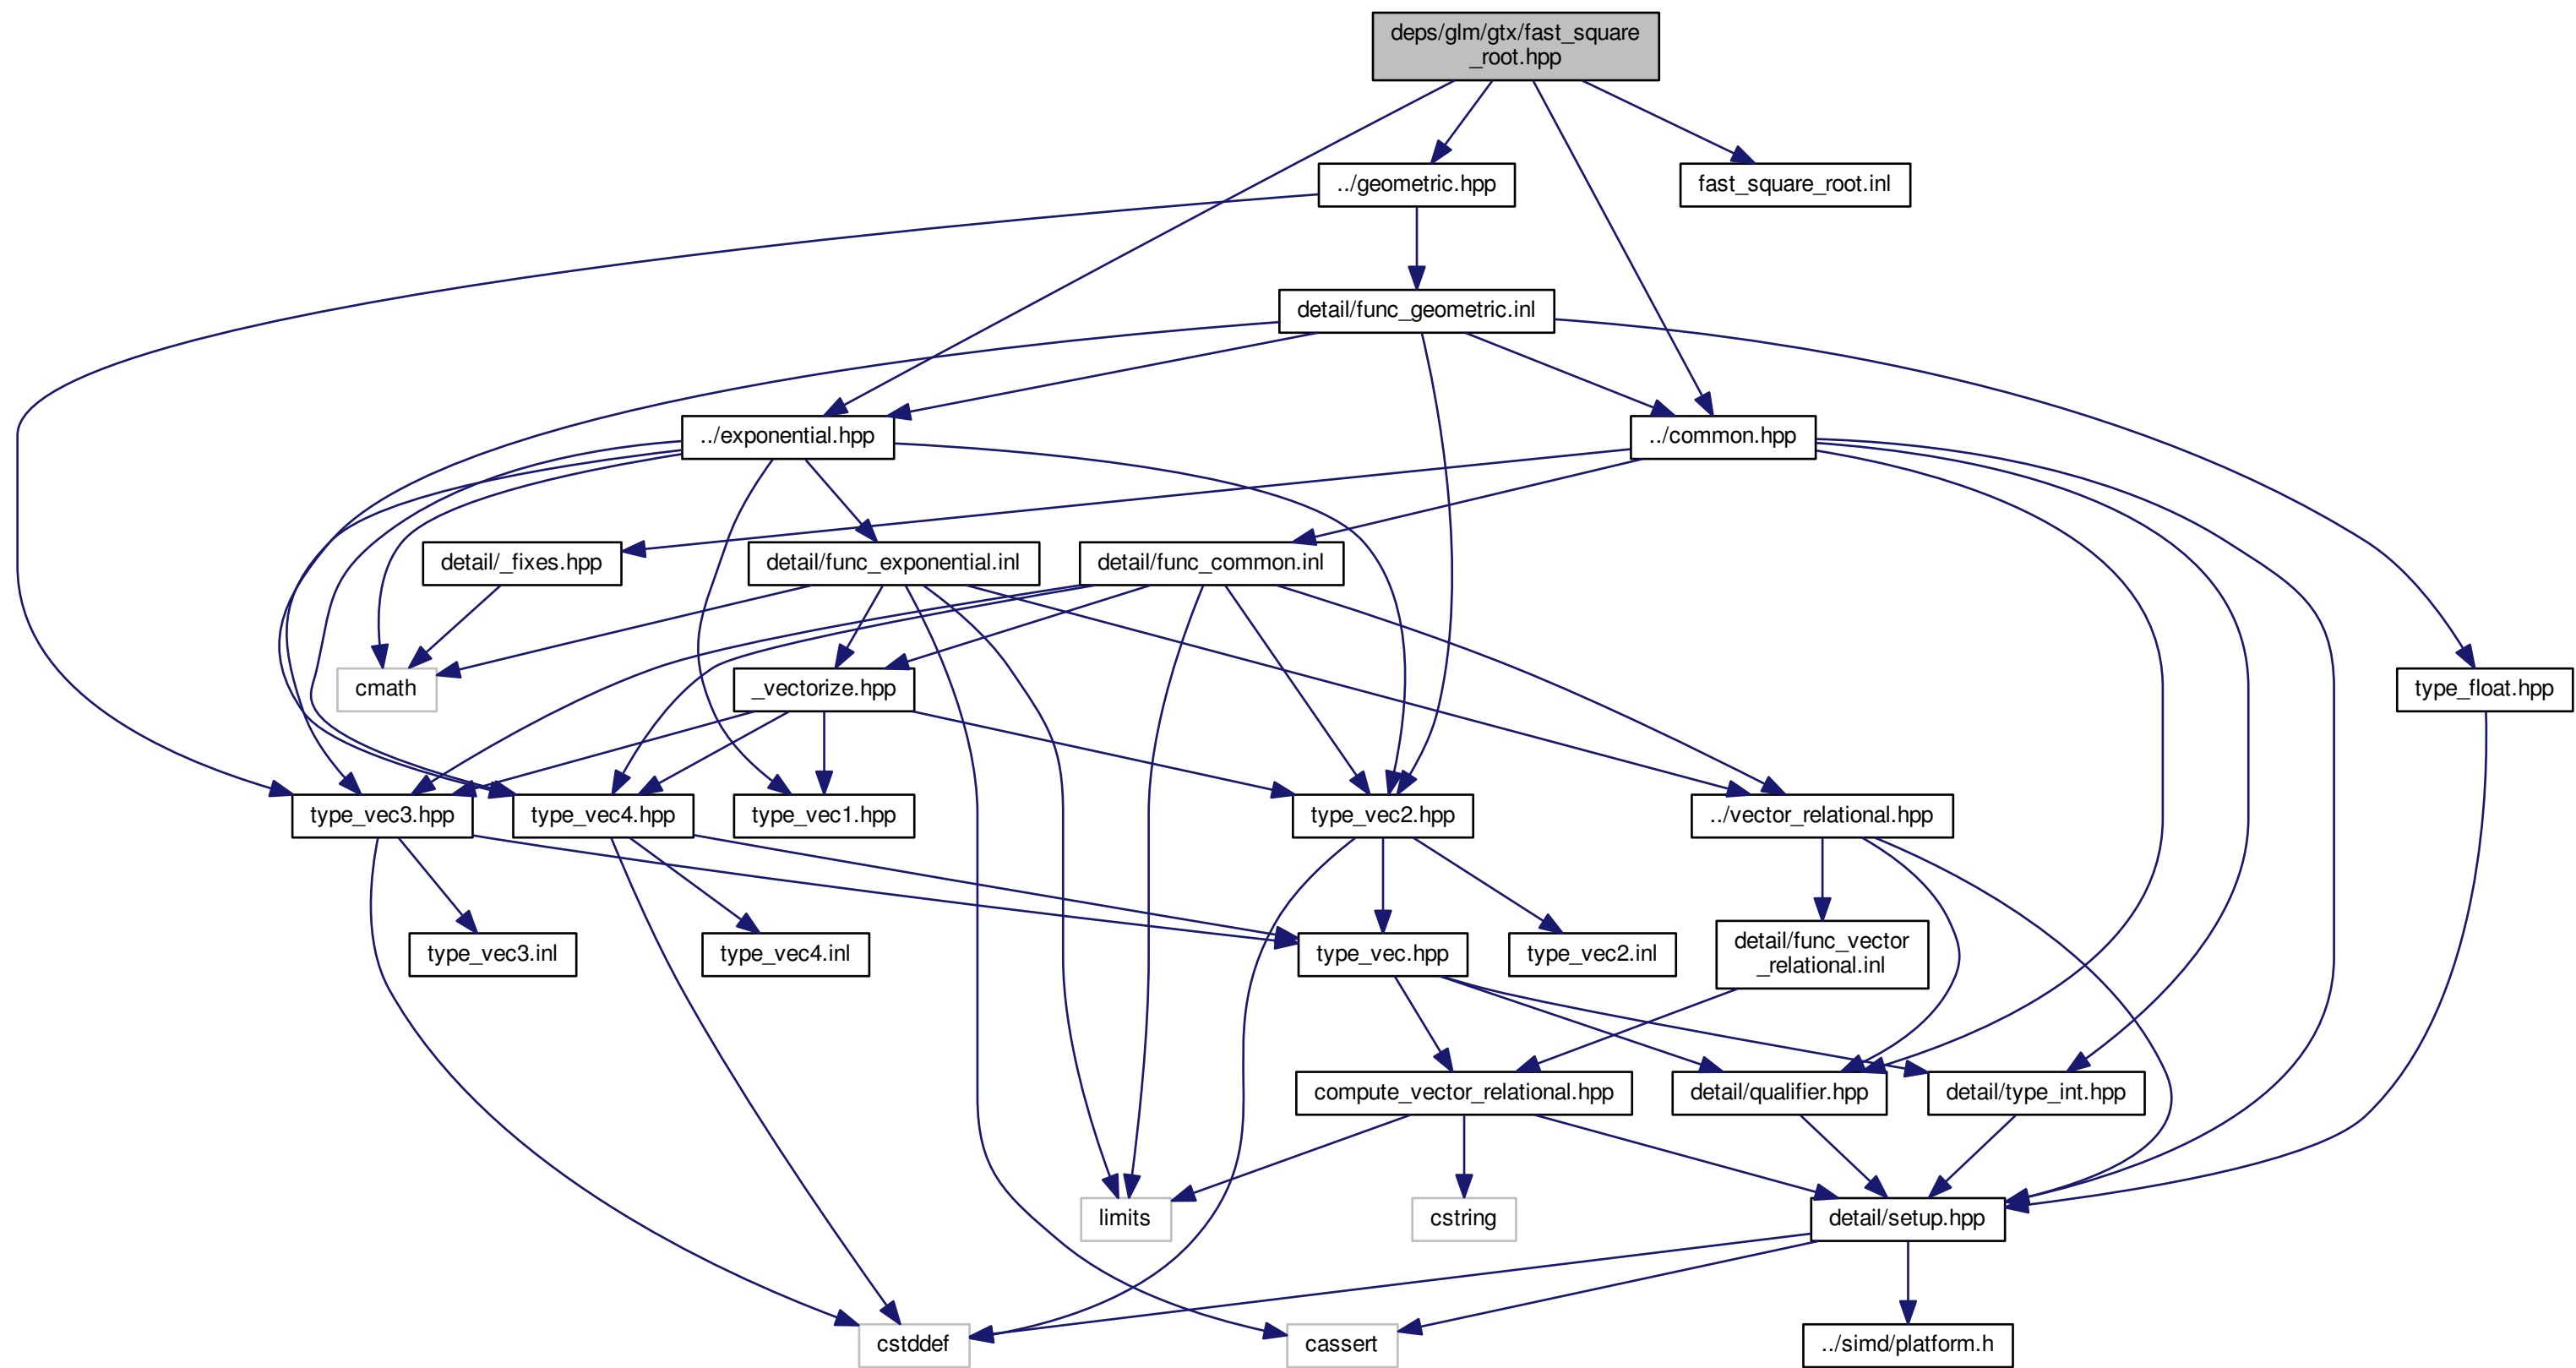 deps/glm/gtx/fast_square
_root.hpp
../geometric.hpp
fast_square_root.inl
detail/func_geometric.inl
../exponential.hpp
../common.hpp
detail/_fixes.hpp
detail/func_exponential.inl
detail/func_common.inl
cmath
_vectorize.hpp
type_float.hpp
type_vec3.hpp
type_vec4.hpp
type_vec1.hpp
type_vec2.hpp
../vector_relational.hpp
type_vec3.inl
type_vec4.inl
type_vec.hpp
type_vec2.inl
detail/func_vector
_relational.inl
compute_vector_relational.hpp
detail/qualifier.hpp
detail/type_int.hpp
limits
cstring
detail/setup.hpp
cstddef
cassert
../simd/platform.h